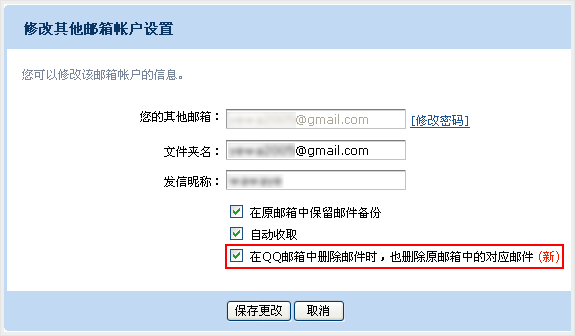 修改其他邮箱帐户设置
您可以修改该邮箱帐户的信息。
您的其他邮箱： @gmail.com [修改密码]
文件夹名： @gmail.com
发信昵称：
在原邮箱中保留邮件备份
自动收取
在QQ邮箱中删除邮件时，也删除原邮箱中的对应邮件 (新)
保存更改 取消